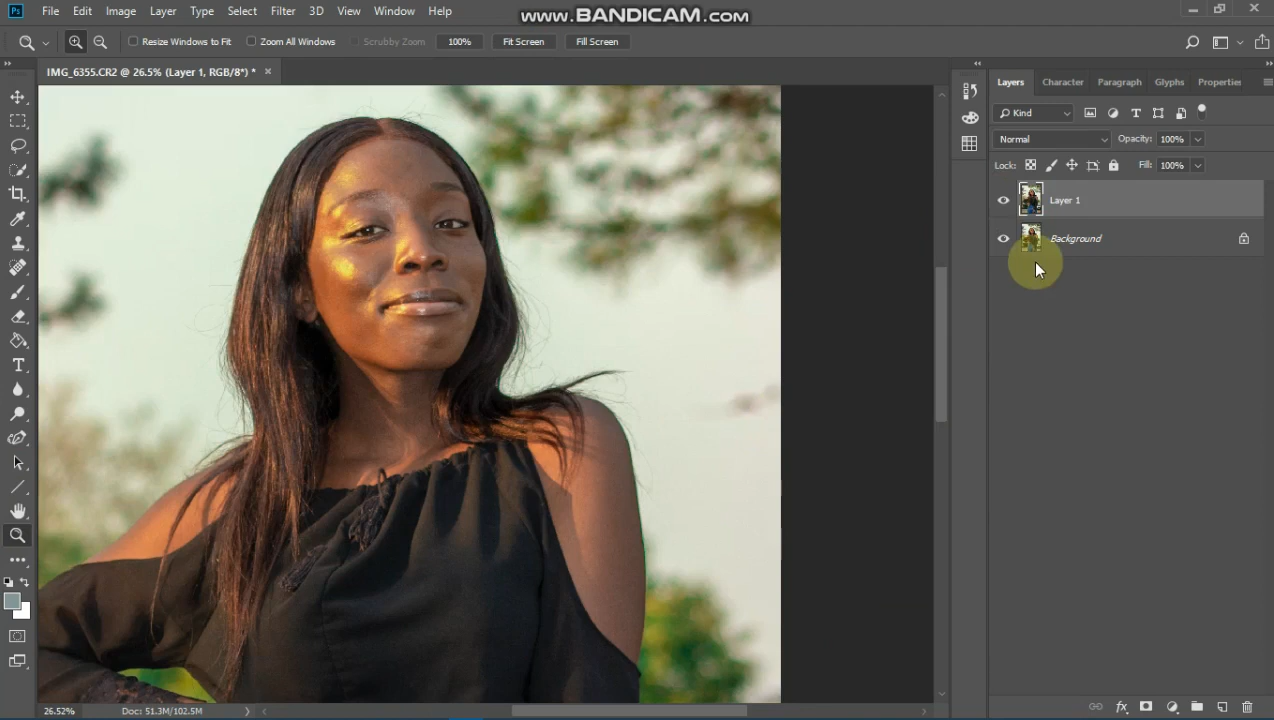 Ps File Edit Image Layer Type Select Filter 3D View Window Help
www.BANDICAM.com
Resize Windows to Fit Zoom All Windows Scrubby Zoom 100% Fit Screen Fill Screen
IMG_6355.CR2 @ 26.5% (Layer 1, RGB/8*) * ×
Layers Character Paragraph Glyphs Properties
Kind
Normal Opacity: 100%
Lock: Fill: 100%
Layer 1
Background
26.52% Doc: 51.3M/102.5M
fx